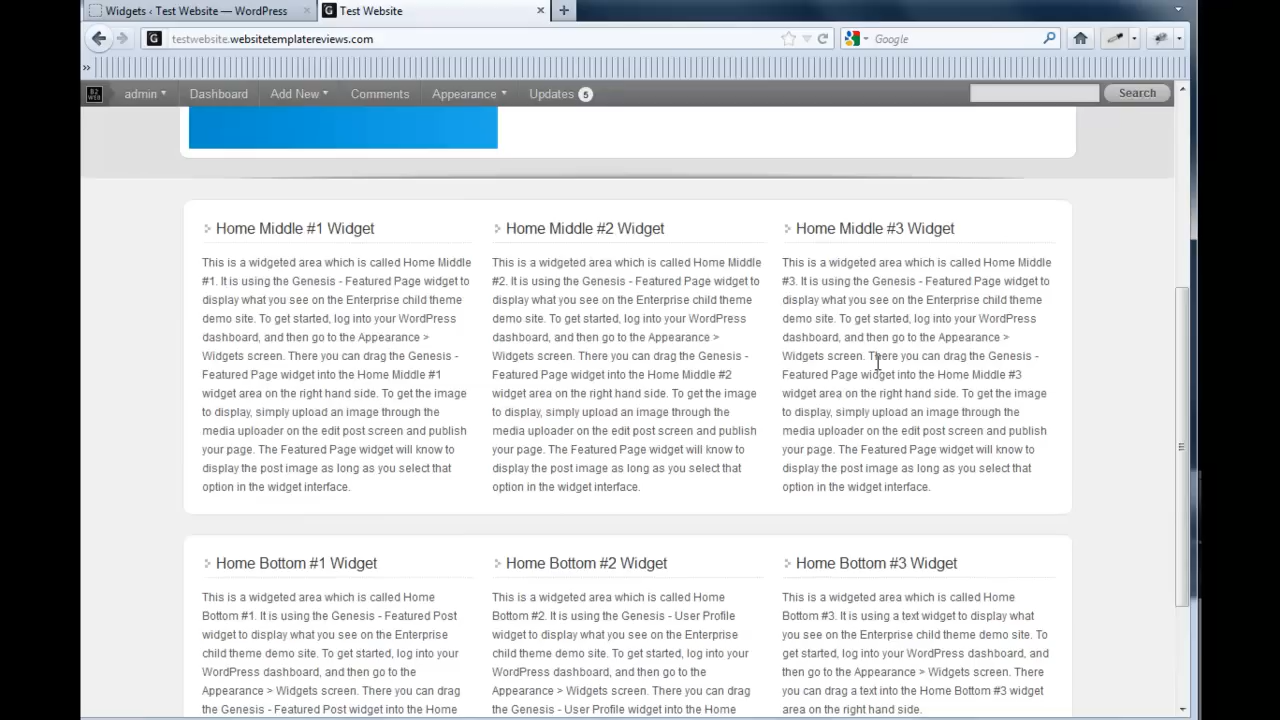 Widgets ‹ Test Website — WordPress
Test Website
testwebsite.websitetemplatereviews.com
Google
admin
Dashboard
Add New
Comments
Appearance
Updates 5
Search
Home Middle #1 Widget
This is a widgeted area which is called Home Middle
#1. It is using the Genesis - Featured Page widget to
display what you see on the Enterprise child theme
demo site. To get started, log into your WordPress
dashboard, and then go to the Appearance >
Widgets screen. There you can drag the Genesis -
Featured Page widget into the Home Middle #1
widget area on the right hand side. To get the image
to display, simply upload an image through the
media uploader on the edit post screen and publish
your page. The Featured Page widget will know to
display the post image as long as you select that
option in the widget interface.
Home Middle #2 Widget
This is a widgeted area which is called Home Middle
#2. It is using the Genesis - Featured Page widget to
display what you see on the Enterprise child theme
demo site. To get started, log into your WordPress
dashboard, and then go to the Appearance >
Widgets screen. There you can drag the Genesis -
Featured Page widget into the Home Middle #2
widget area on the right hand side. To get the image
to display, simply upload an image through the
media uploader on the edit post screen and publish
your page. The Featured Page widget will know to
display the post image as long as you select that
option in the widget interface.
Home Middle #3 Widget
This is a widgeted area which is called Home Middle
#3. It is using the Genesis - Featured Page widget to
display what you see on the Enterprise child theme
demo site. To get started, log into your WordPress
dashboard, and then go to the Appearance >
Widgets screen. There you can drag the Genesis -
Featured Page widget into the Home Middle #3
widget area on the right hand side. To get the image
to display, simply upload an image through the
media uploader on the edit post screen and publish
your page. The Featured Page widget will know to
display the post image as long as you select that
option in the widget interface.
Home Bottom #1 Widget
This is a widgeted area which is called Home
Bottom #1. It is using the Genesis - Featured Post
widget to display what you see on the Enterprise
child theme demo site. To get started, log into your
WordPress dashboard, and then go to the
Appearance > Widgets screen. There you can drag
the Genesis - Featured Post widget into the Home
Home Bottom #2 Widget
This is a widgeted area which is called Home
Bottom #2. It is using the Genesis - User Profile
widget to display what you see on the Enterprise
child theme demo site. To get started, log into your
WordPress dashboard, and then go to the
Appearance > Widgets screen. There you can drag
the Genesis - User Profile widget into the Home
Home Bottom #3 Widget
This is a widgeted area which is called Home
Bottom #3. It is using a text widget to display what
you see on the Enterprise child theme demo site. To
get started, log into your WordPress dashboard, and
then go to the Appearance > Widgets screen. There
you can drag a text into the Home Bottom #3 widget
area on the right hand side.